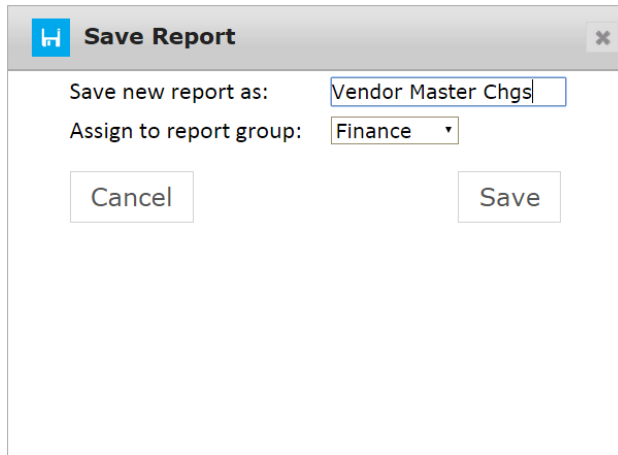 Save Report
Save new report as: Vendor Master Chgs
Assign to report group: Finance
Cancel Save